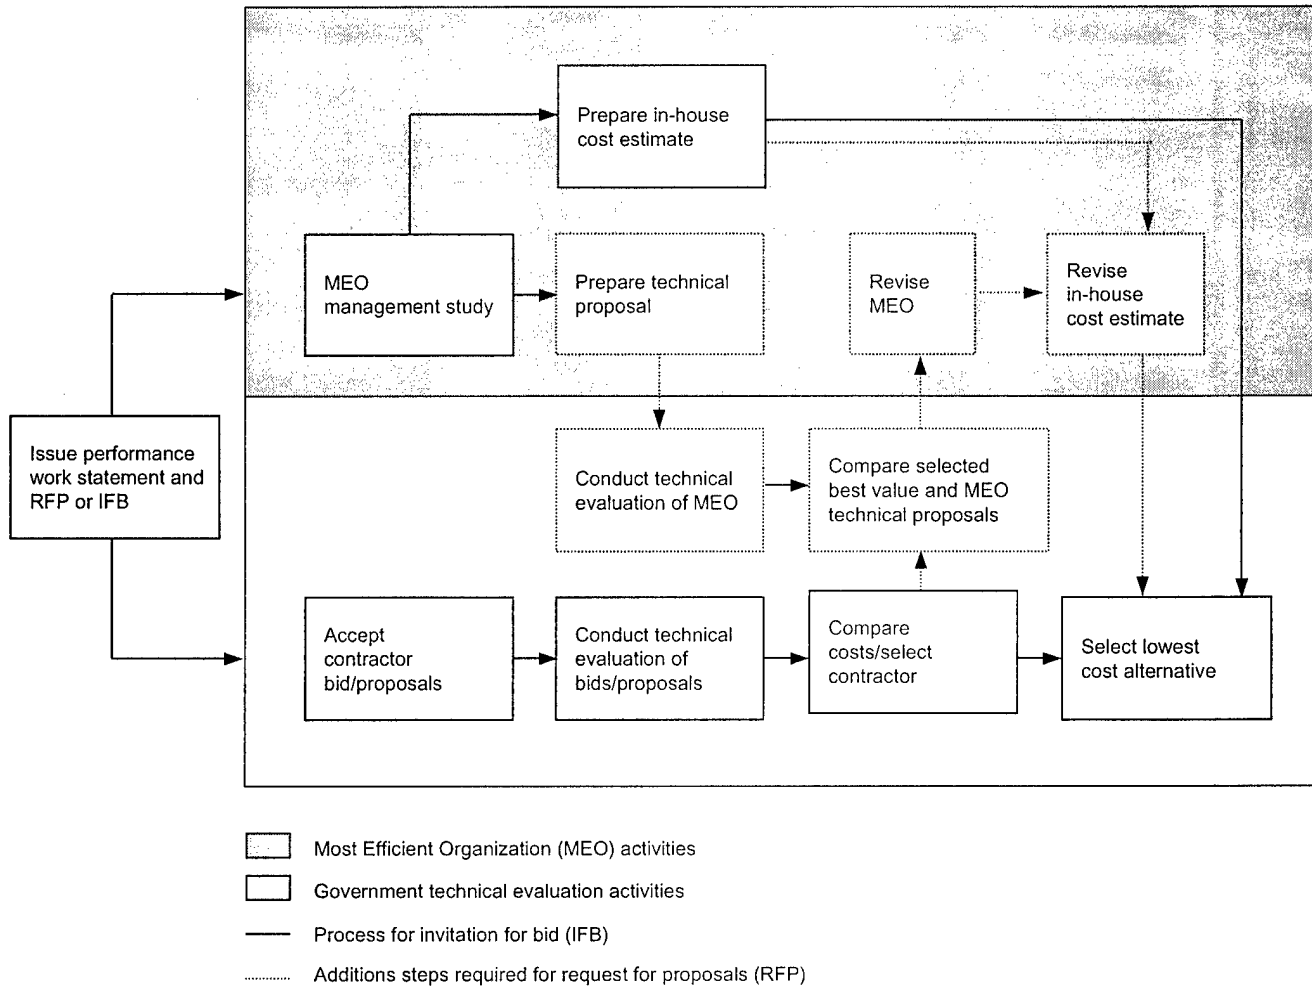 Prepare in-house
cost estimate
MEO
management study
Prepare technical
proposal
Revise
MEO
Revise
in-house
cost estimate
Issue performance
work statement and
RFP or IFB
Conduct technical
evaluation of MEO
Compare selected
best value and MEO
technical proposals
Accept
contractor
bid/proposals
Conduct technical
evaluation of
bids/proposals
Compare
costs/select
contractor
Select lowest
cost alternative
Most Efficient Organization (MEO) activities
Government technical evaluation activities
Process for invitation for bid (IFB)
Additions steps required for request for proposals (RFP)